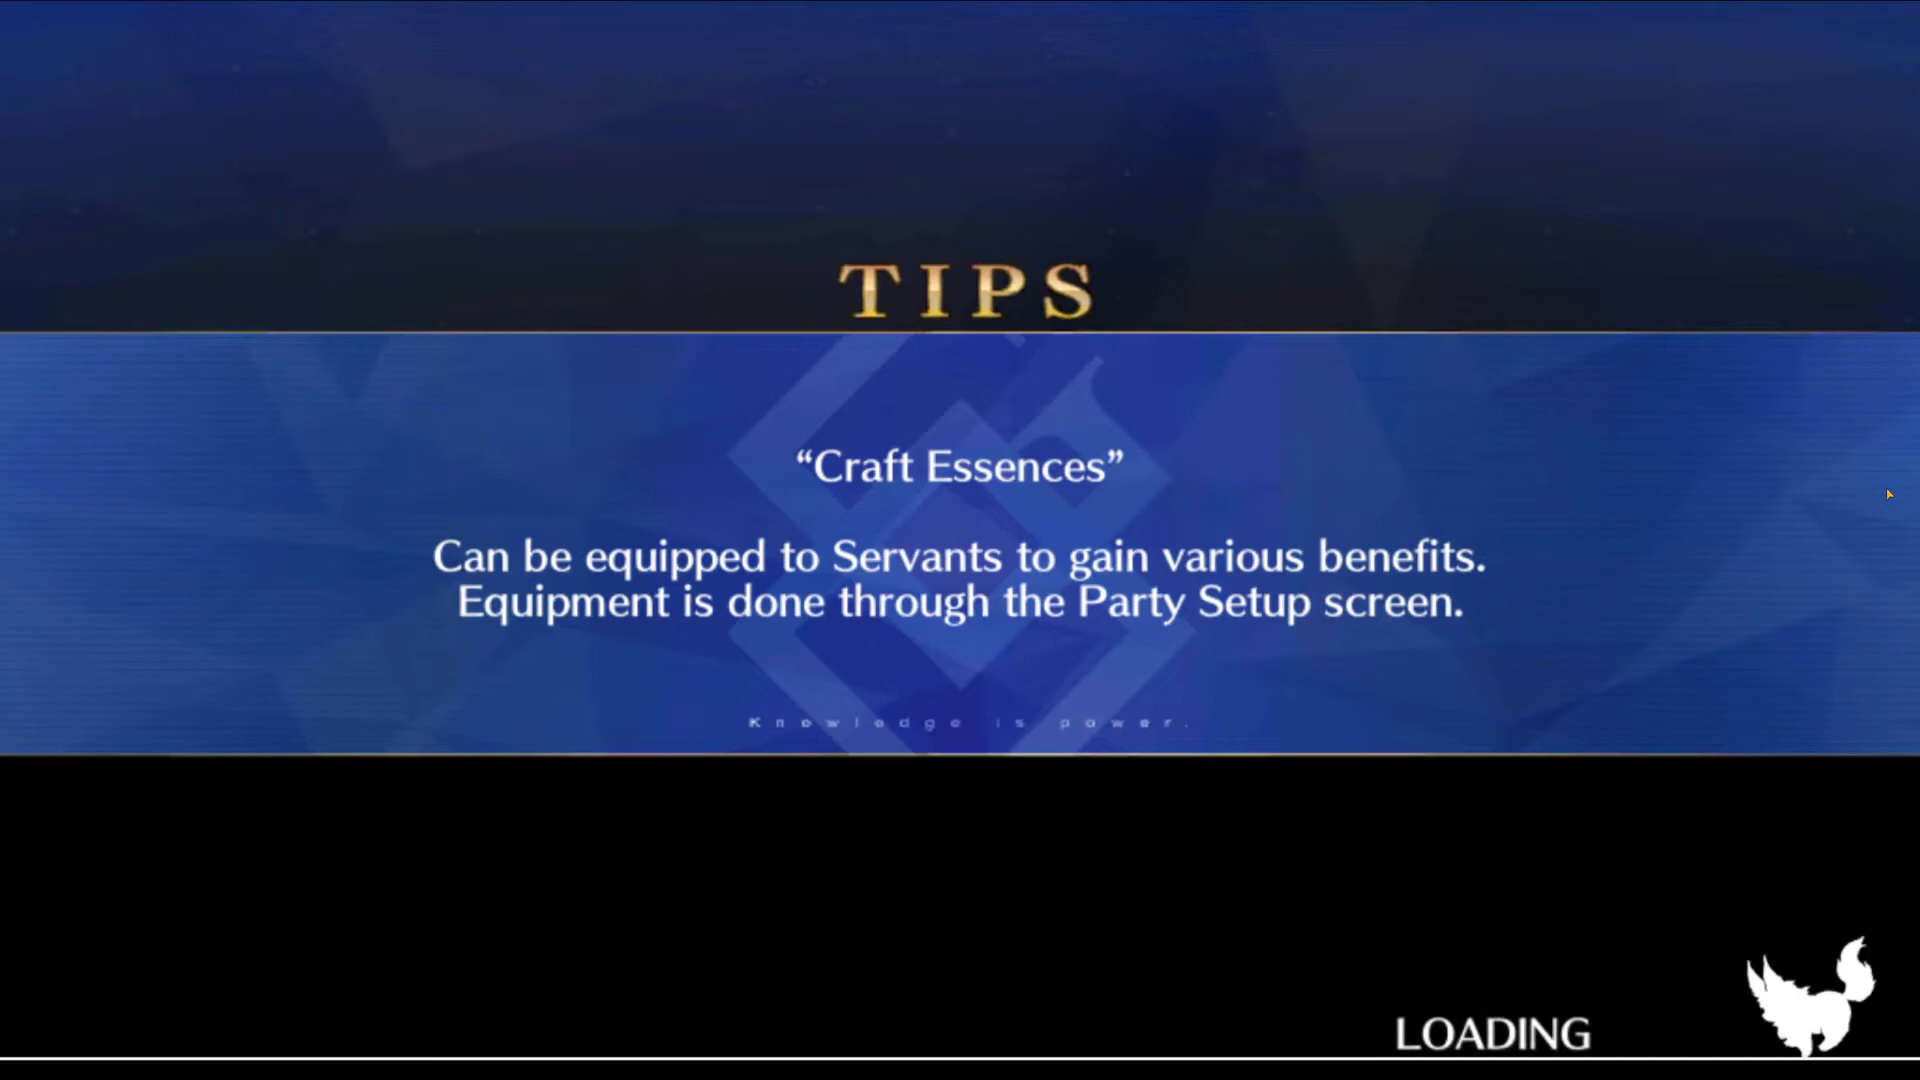 TIPS
“Craft Essences”
Can be equipped to Servants to gain various benefits.
Equipment is done through the Party Setup screen.
Knowledge is power.
LOADING